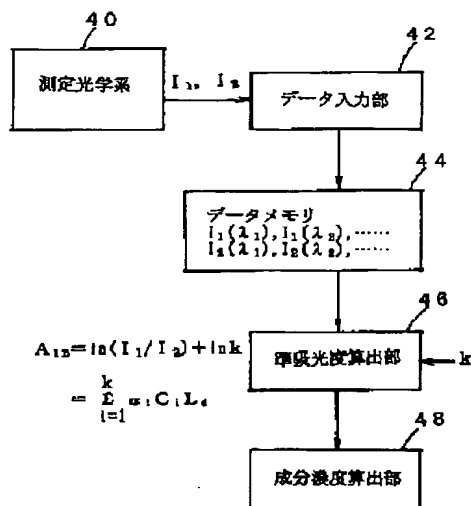 40
測定光学系
I₁, I₂
42
データ入力部
44
データメモリ
I₁(λ₁), I₁(λ₂), ……
I₂(λ₁), I₂(λ₂), ……
46
A₁₂=ln(I₁/I₂)+lnk
準吸光度算出部
k
k
= Σ αᵢCᵢLₑ
i=1
48
成分濃度算出部